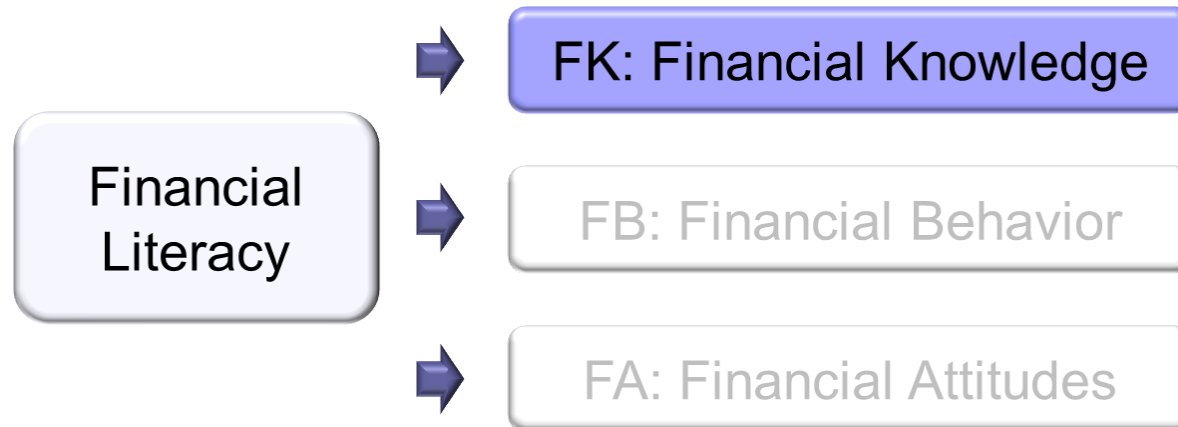 FK: Financial Knowledge
Financial
Literacy
FB: Financial Behavior
FA: Financial Attitudes